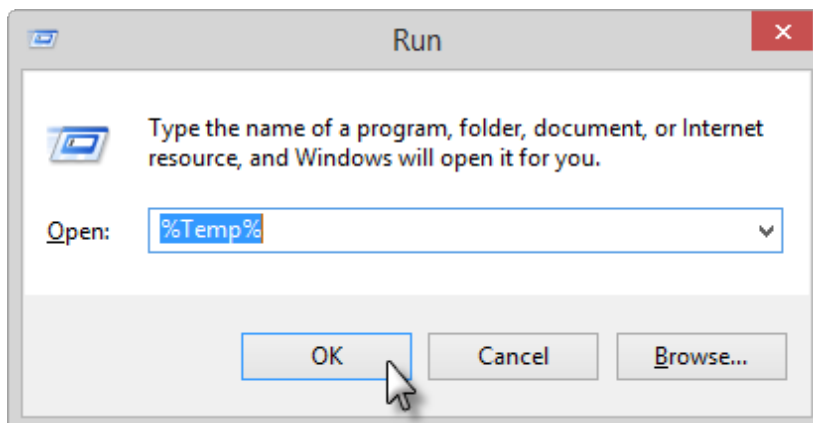 Run
Type the name of a program, folder, document, or Internet
resource, and Windows will open it for you.
Open: %Temp%
OK Cancel Browse...